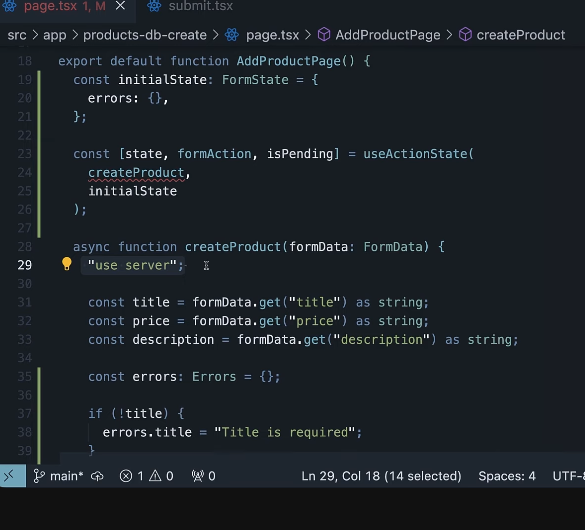 page.tsx 1, M × submit.tsx
src > app > products-db-create > page.tsx > AddProductPage > createProduct
18 export default function AddProductPage() {
19 const initialState: FormState = {
20 errors: {},
21 };
22
23 const [state, formAction, isPending] = useActionState(
24 createProduct,
25 initialState
26 );
27
28 async function createProduct(formData: FormData) {
29 "use server";
30
31 const title = formData.get("title") as string;
32 const price = formData.get("price") as string;
33 const description = formData.get("description") as string;
34
35 const errors: Errors = {};
36
37 if (!title) {
38 errors.title = "Title is required";
39 }
main* 1 0 0 Ln 29, Col 18 (14 selected) Spaces: 4 UTF-